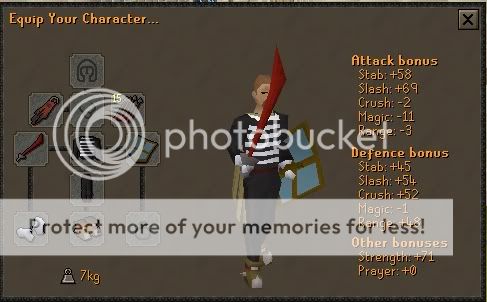 Equip Your Character...
15
Attack bonus
Stab: +58
Slash: +69
Crush: -2
Magic: -11
Range: -3
photobucket
Defence bonus
Stab: +45
Slash: +54
Crush: +52
Magic: -1
Range: +48
Protect more of your memories for less!
Other bonuses
Strength: +71
Prayer: +0
7kg